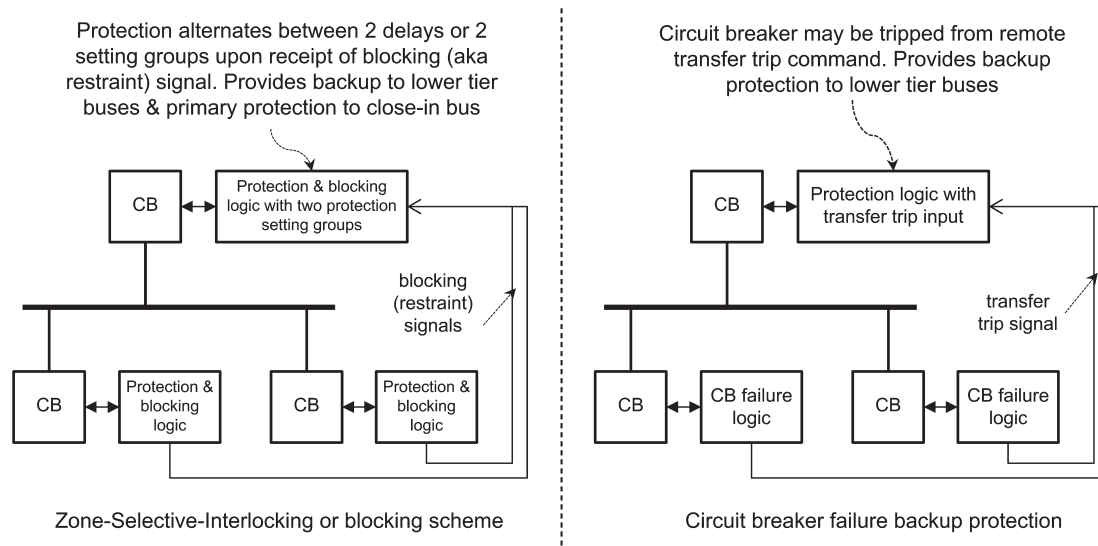 Protection alternates between 2 delays or 2
setting groups upon receipt of blocking (aka
restraint) signal. Provides backup to lower tier
buses & primary protection to close-in bus
CB
Protection & blocking
logic with two protection
setting groups
blocking
(restraint)
signals
CB
Protection &
blocking
logic
CB
Protection &
blocking
logic
Zone-Selective-Interlocking or blocking scheme
Circuit breaker may be tripped from remote
transfer trip command. Provides backup
protection to lower tier buses
CB
Protection logic with
transfer trip input
transfer
trip signal
CB
CB failure
logic
CB
CB failure
logic
Circuit breaker failure backup protection